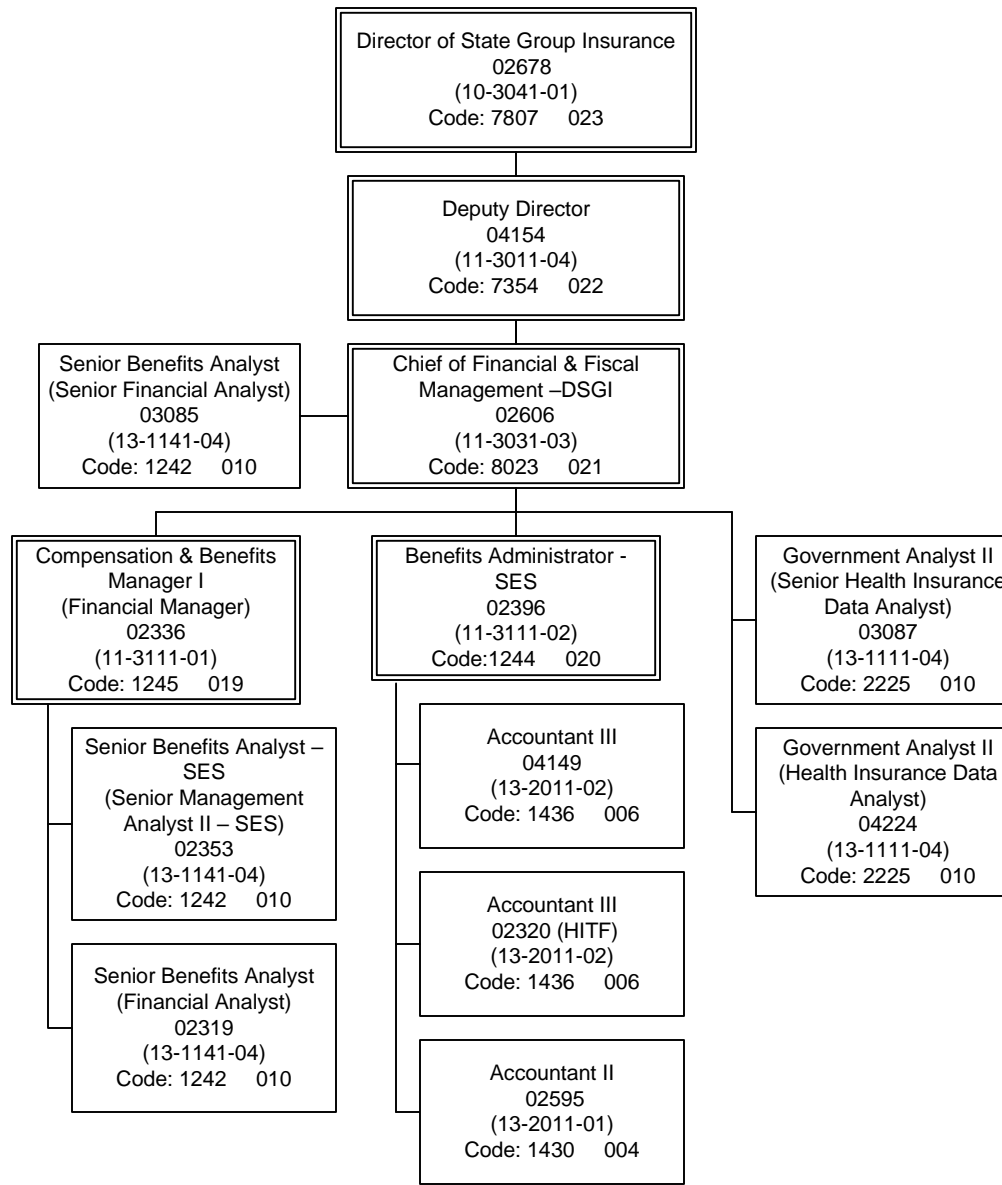 Director of State Group Insurance
02678
(10-3041-01)
Code: 7807 023
Deputy Director
04154
(11-3011-04)
Code: 7354 022
Senior Benefits Analyst
(Senior Financial Analyst)
03085
(13-1141-04)
Code: 1242 010
Chief of Financial & Fiscal
Management –DSGI
02606
(11-3031-03)
Code: 8023 021
Compensation & Benefits
Manager I
(Financial Manager)
02336
(11-3111-01)
Code: 1245 019
Senior Benefits Analyst –
SES
(Senior Management
Analyst II – SES)
02353
(13-1141-04)
Code: 1242 010
Senior Benefits Analyst
(Financial Analyst)
02319
(13-1141-04)
Code: 1242 010
Benefits Administrator -
SES
02396
(11-3111-02)
Code:1244 020
Accountant III
04149
(13-2011-02)
Code: 1436 006
Accountant III
02320 (HITF)
(13-2011-02)
Code: 1436 006
Accountant II
02595
(13-2011-01)
Code: 1430 004
Government Analyst II
(Senior Health Insurance
Data Analyst)
03087
(13-1111-04)
Code: 2225 010
Government Analyst II
(Health Insurance Data
Analyst)
04224
(13-1111-04)
Code: 2225 010